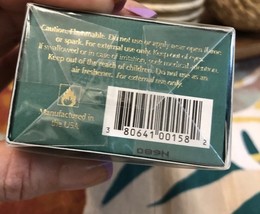 Caution: Flammable. Do not use or apply near open flame
or spark. For external use only. Keep out of eyes.
If swallowed or in case of irritation, seek medical attention.
Keep out of the reach of children. Do not use as an
air freshener. For external use only.
Manufactured in
the USA
3 80641 00158 2